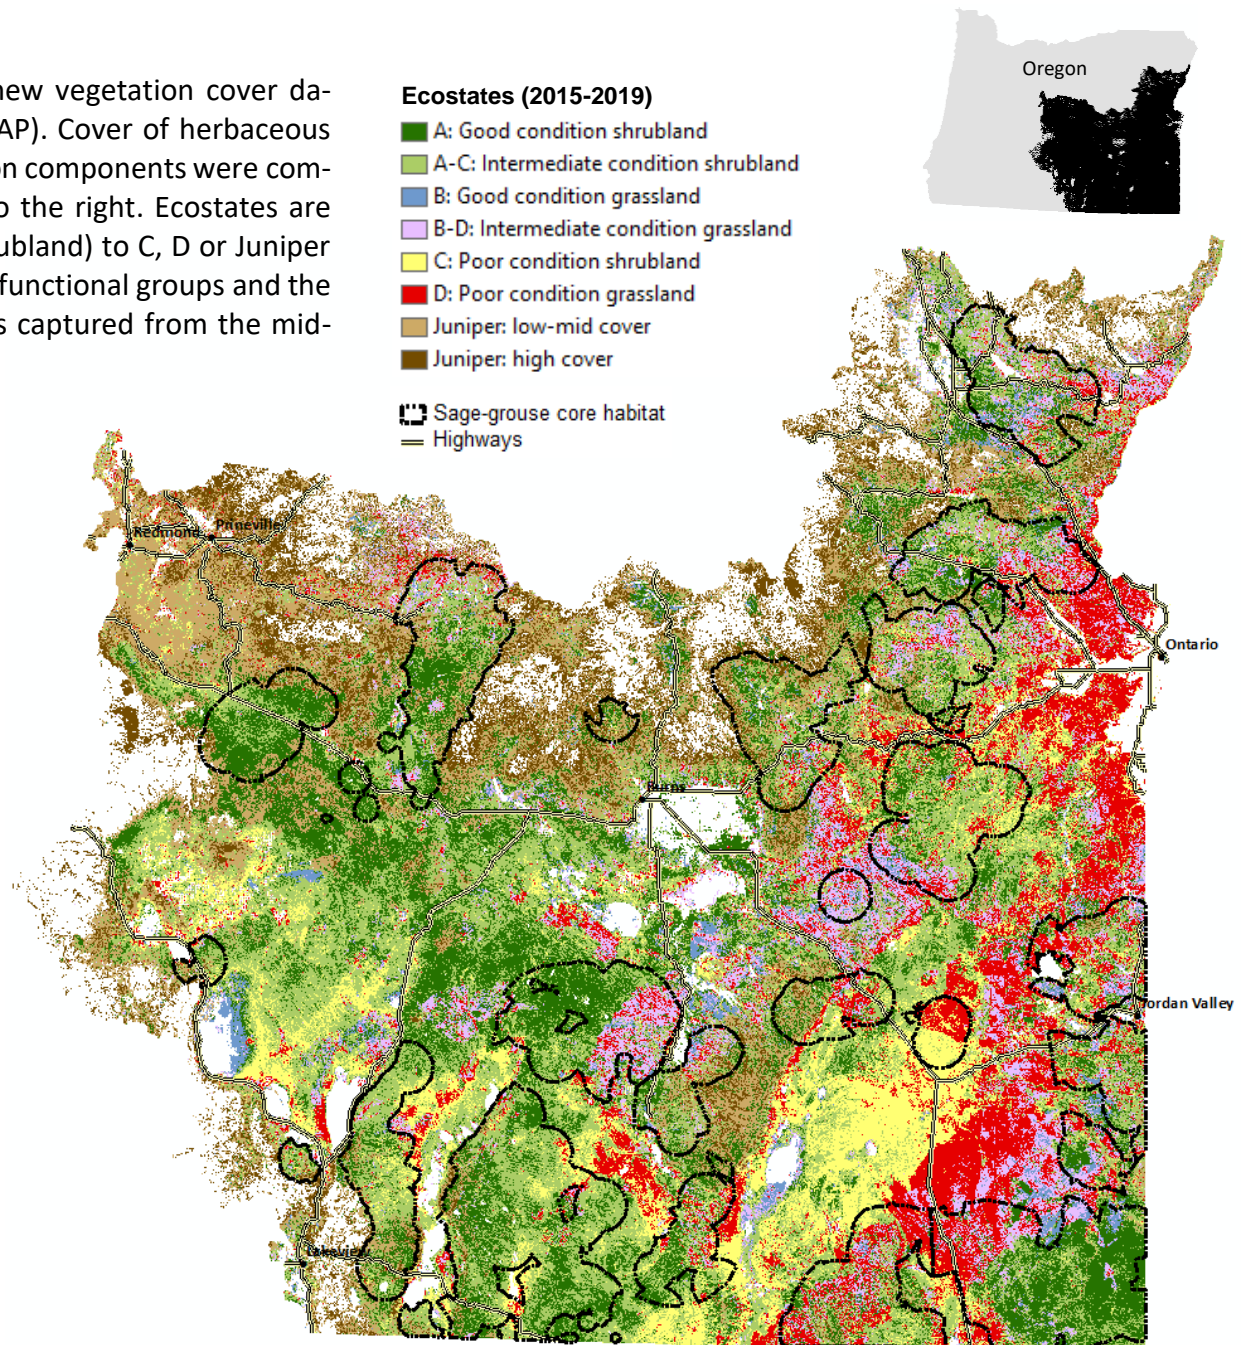 new vegetation cover da-
AP). Cover of herbaceous
on components were com-
o the right. Ecostates are
ubland) to C, D or Juniper
functional groups and the
s captured from the mid-
Ecostates (2015-2019)
A: Good condition shrubland
A-C: Intermediate condition shrubland
B: Good condition grassland
B-D: Intermediate condition grassland
C: Poor condition shrubland
D: Poor condition grassland
Juniper: low-mid cover
Juniper: high cover
Sage-grouse core habitat
Highways
Oregon
Redmond
Prineville
Ontario
Burns
Jordan Valley
Lakeview